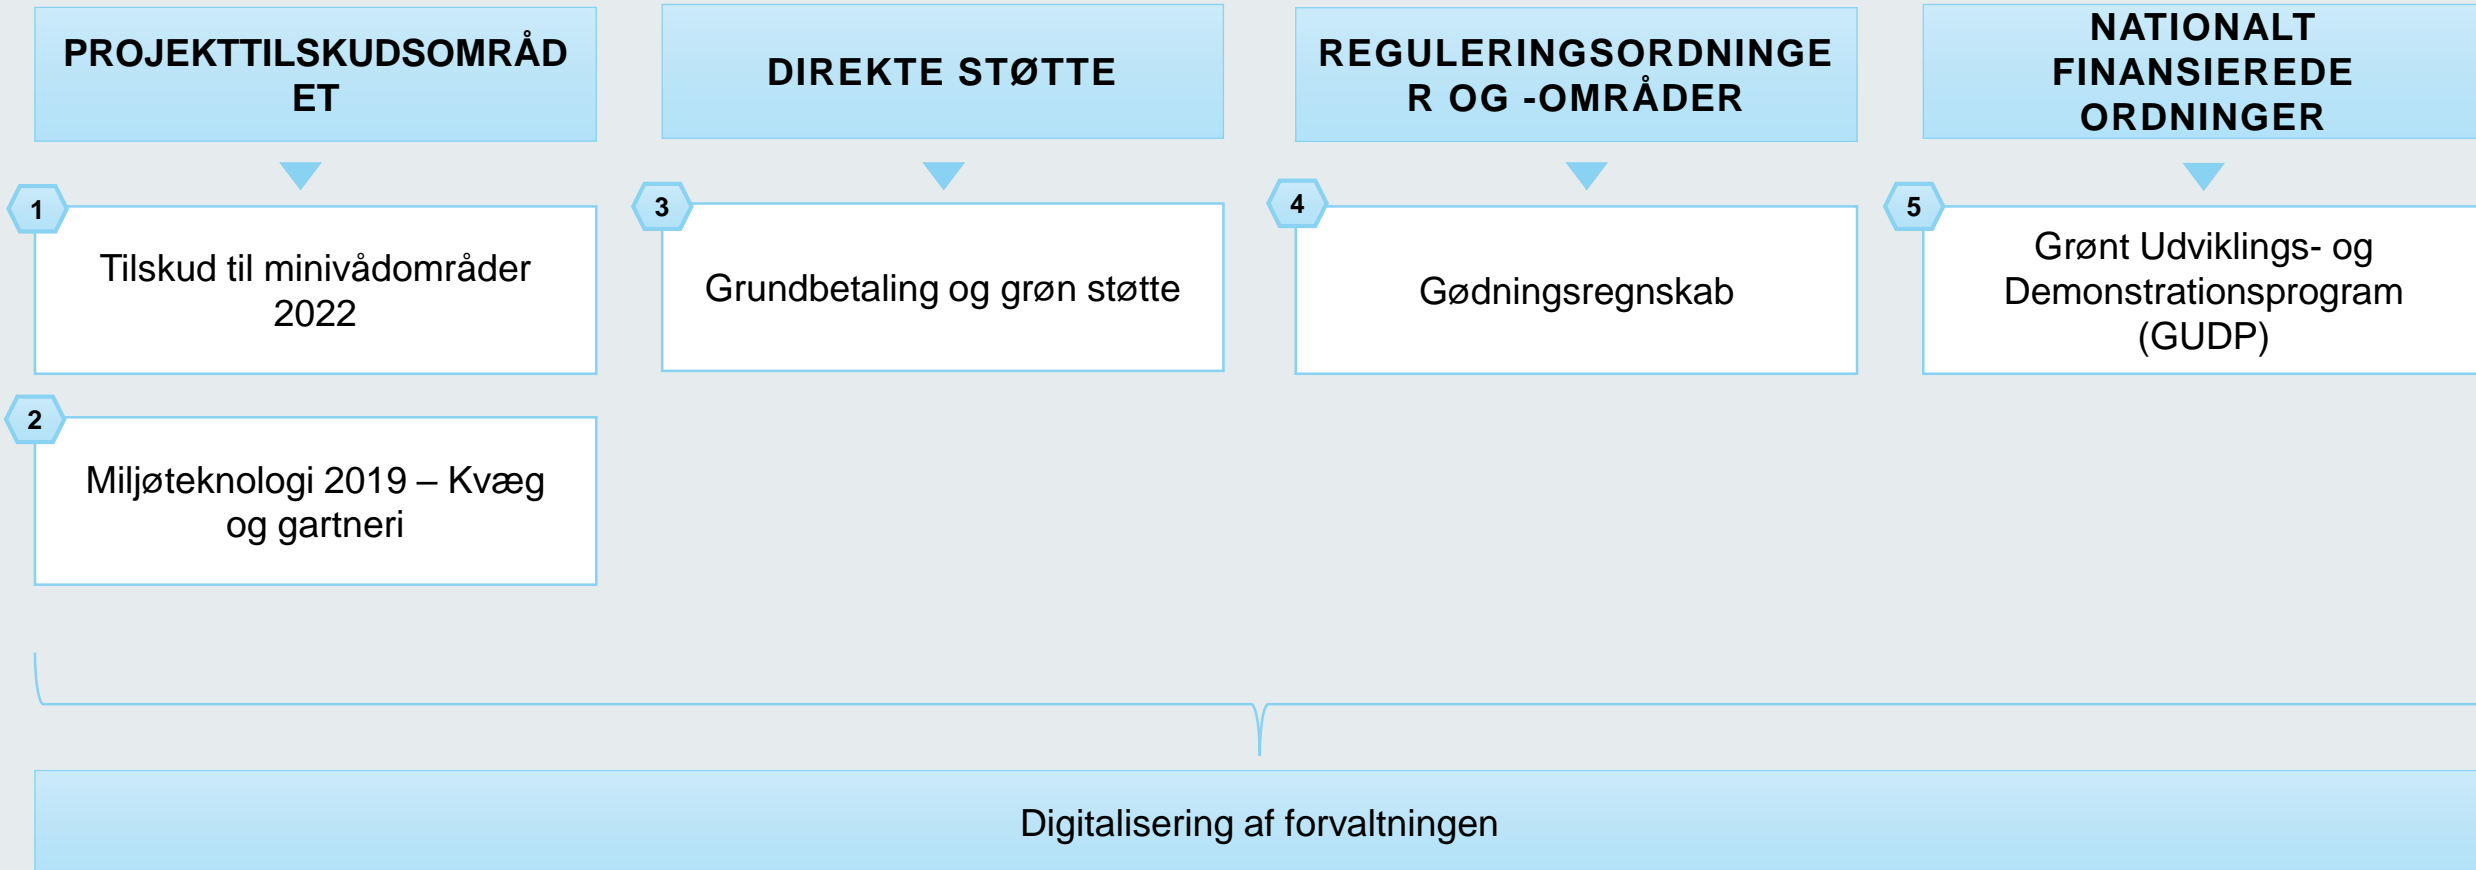 PROJEKTTILSKUDSOMRÅD
ET
DIREKTE STØTTE
REGULERINGSORDNINGE
R OG -OMRÅDER
NATIONALT
FINANSIEREDE
ORDNINGER
1
Tilskud til minivådområder
2022
2
Miljøteknologi 2019 – Kvæg
og gartneri
3
Grundbetaling og grøn støtte
4
Gødningsregnskab
5
Grønt Udviklings- og
Demonstrationsprogram
(GUDP)
Digitalisering af forvaltningen